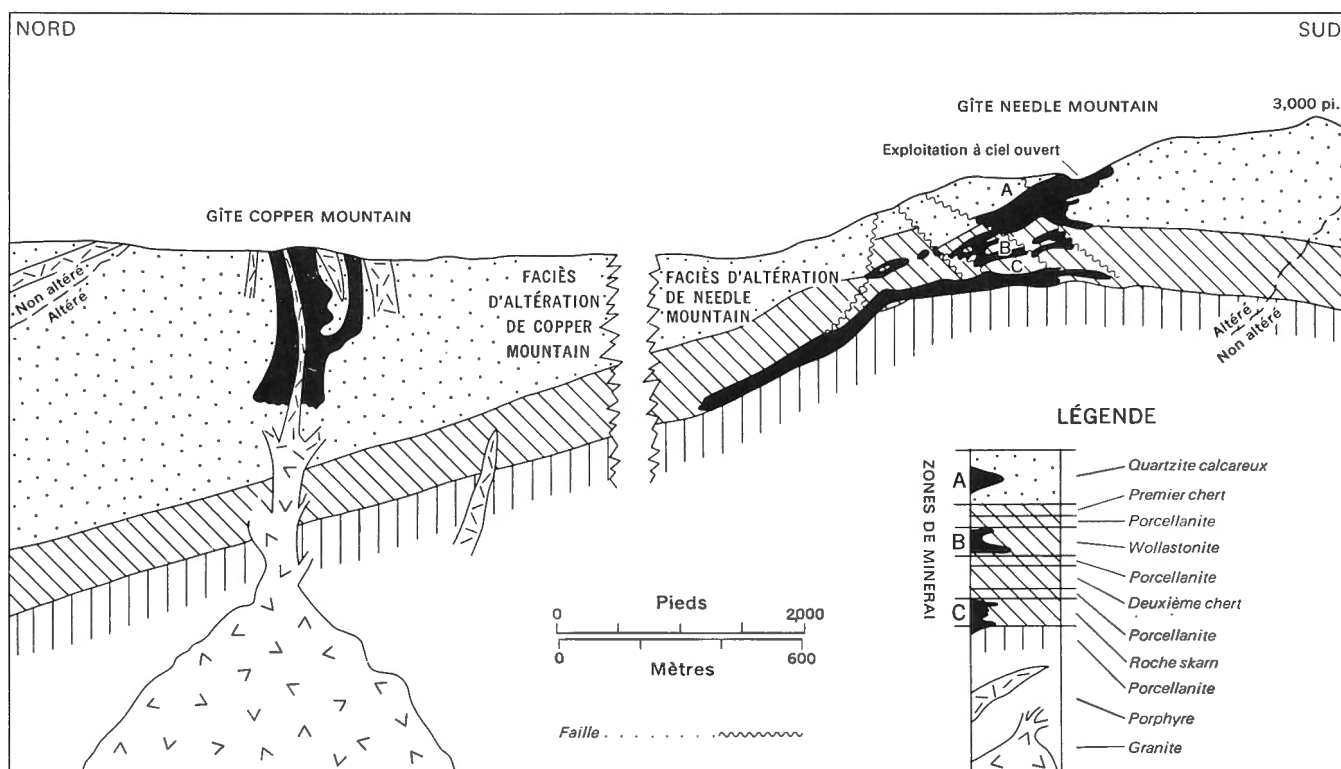 NORD
SUD
GÎTE NEEDLE MOUNTAIN
3,000 pi.
Exploitation à ciel ouvert
A
GÎTE COPPER MOUNTAIN
B
C
Non altéré
Altéré
FACIÈS
D'ALTÉRATION
DE COPPER
MOUNTAIN
FACIÈS D'ALTÉRATION
DE NEEDLE
MOUNTAIN
Altéré
Non altéré
LÉGENDE
ZONES DE MINERAI
A
B
C
Quartzite calcareux
Premier chert
Porcellanite
Wollastonite
Porcellanite
Deuxième chert
Porcellanite
Roche skarn
Porcellanite
Porphyre
Granite
0 Pieds 2,000
0 Mètres 600
Faille . . . . . . . . .